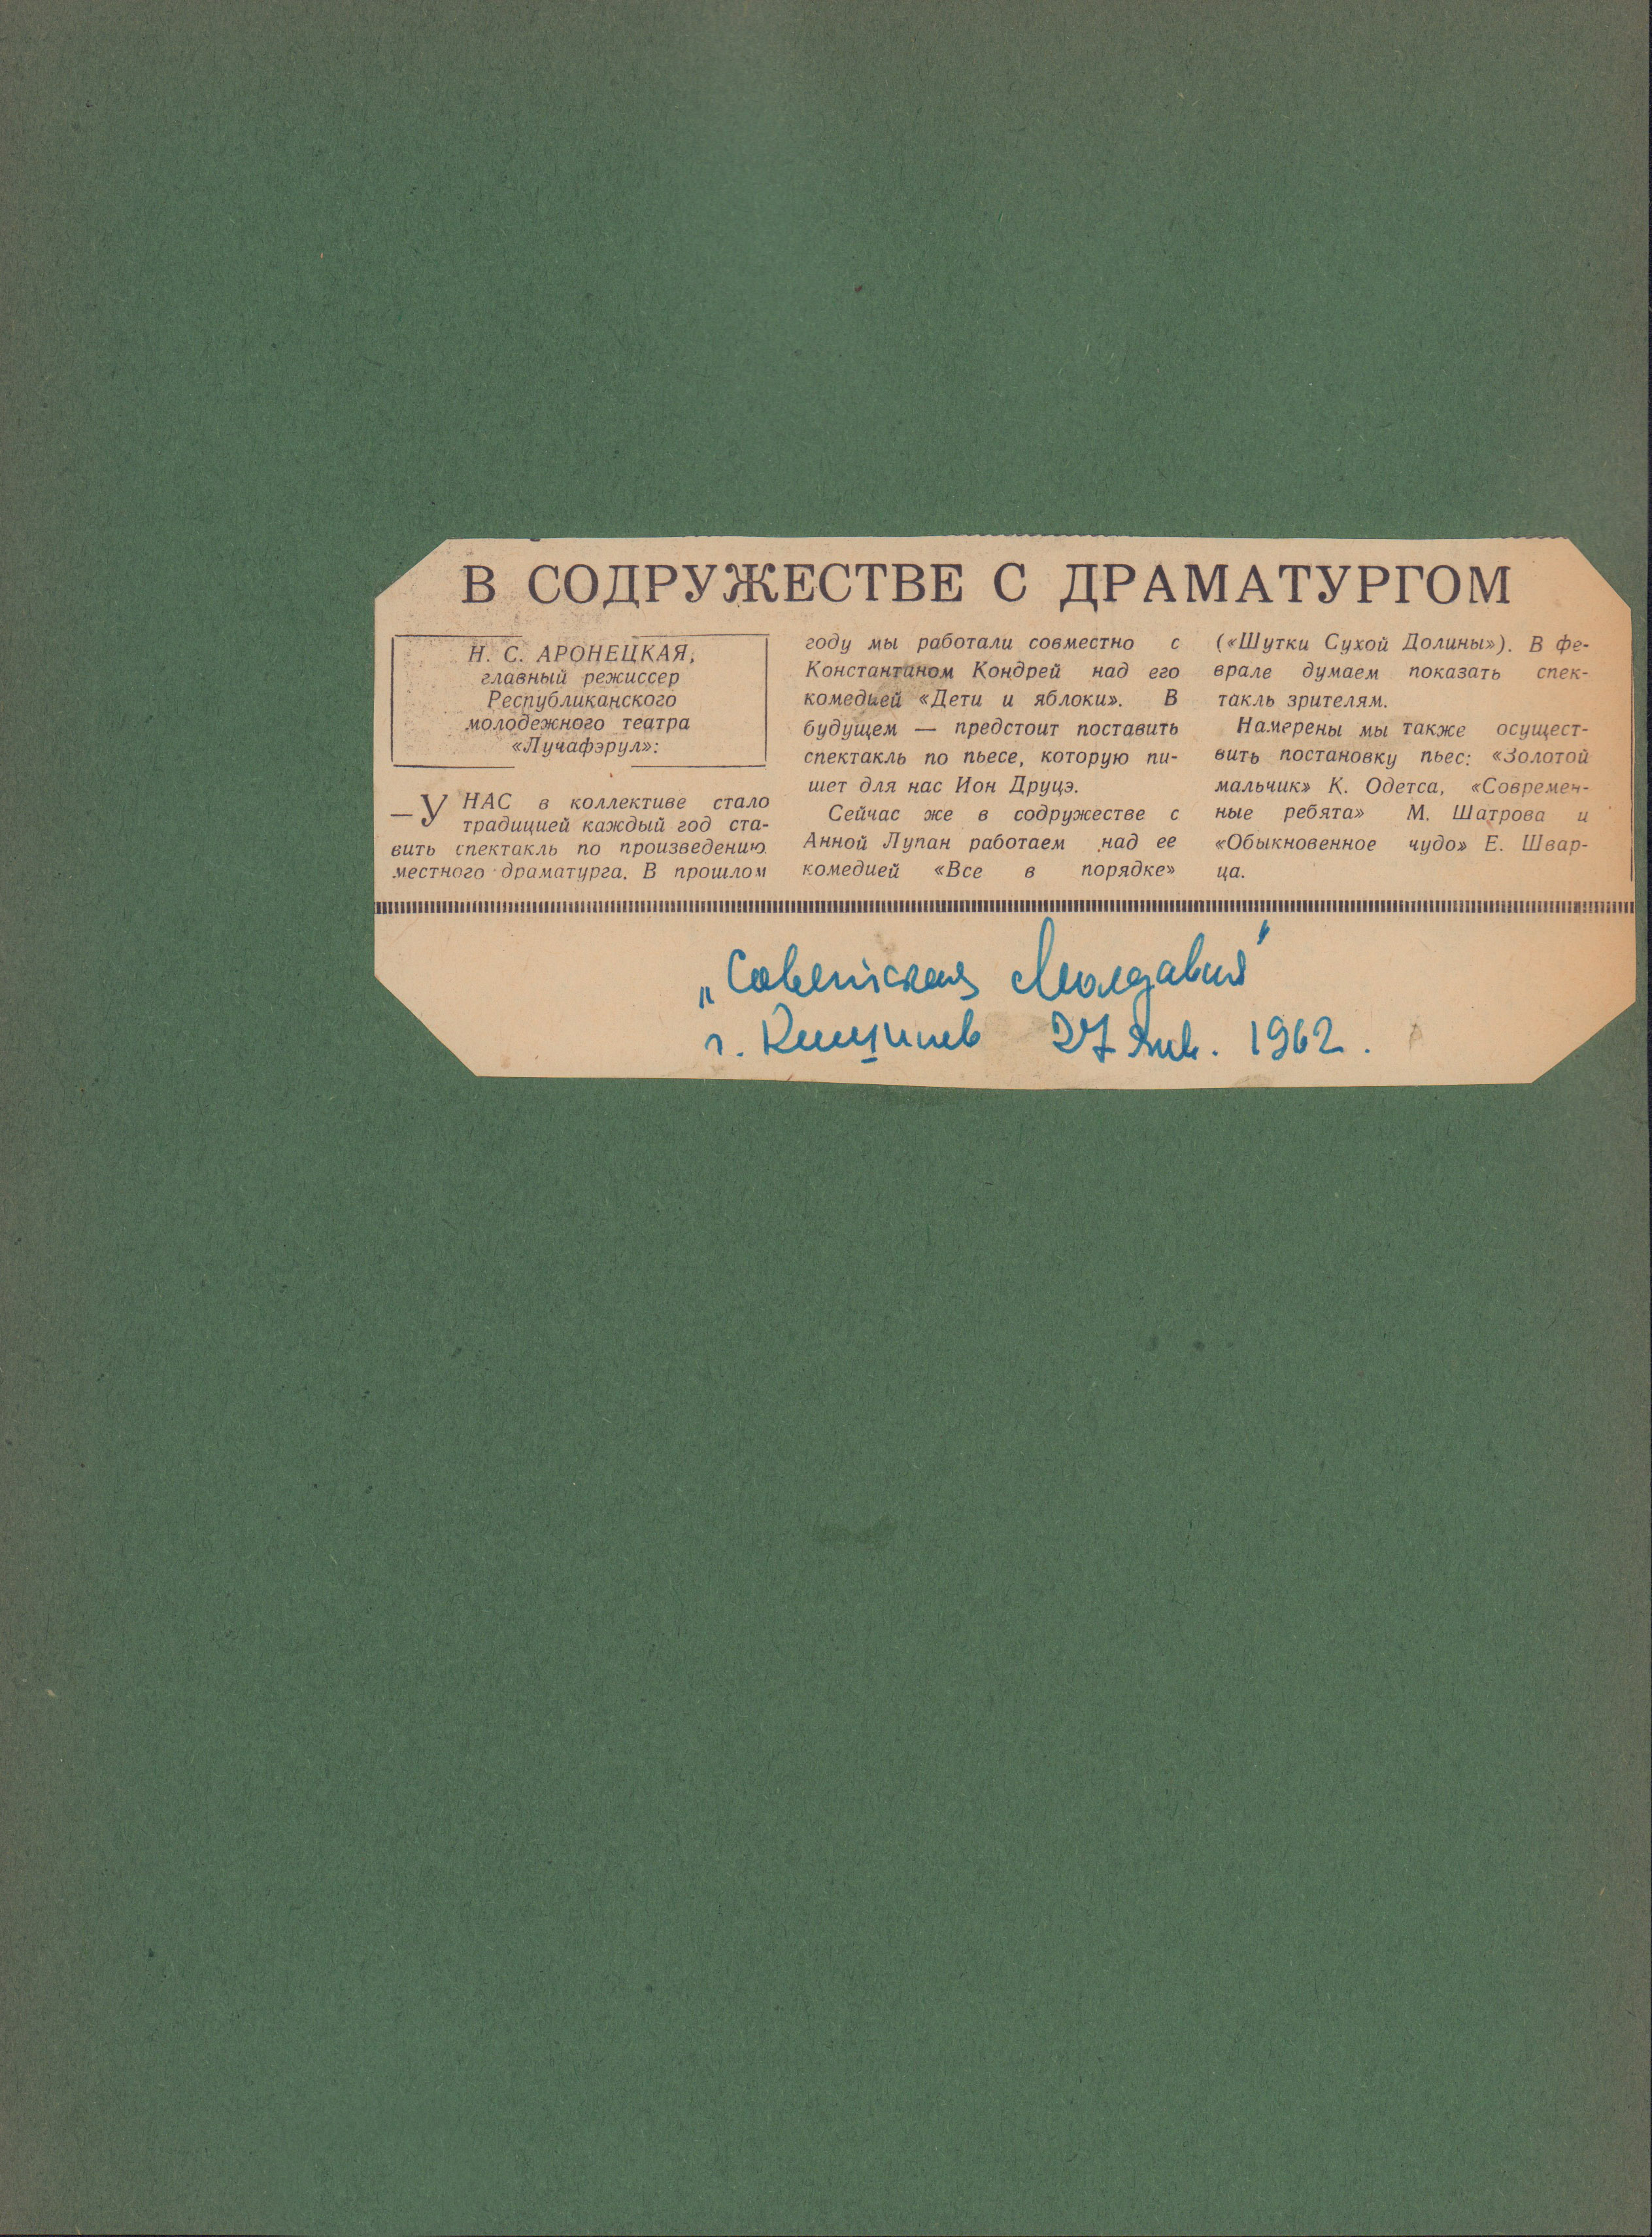 В СОДРУЖЕСТВЕ С ДРАМАТУРГОМ
Н. С. АРОНЕЦКАЯ,
главный режиссер
Республиканского
молодежного театра
«Лучафэрул»:
— У НАС в коллективе стало
традицией каждый год ста-
вить спектакль по произведению
местного драматурга. В прошлом
году мы работали совместно с
Константином Кондрей над его
комедией «Дети и яблоки». В
будущем — предстоит поставить
спектакль по пьесе, которую пи-
шет для нас Ион Друцэ.
Сейчас же в содружестве с
Анной Лупан работаем над ее
комедией «Все в порядке»
(«Шутки Сухой Долины»). В фе-
врале думаем показать спек-
такль зрителям.
Намерены мы также осущест-
вить постановку пьес: «Золотой
мальчик» К. Одетса, «Современ-
ные ребята» М. Шатрова и
«Обыкновенное чудо» Е. Швар-
ца.
„Советская Молдавия"
г. Кишинев 27 янв. 1962.